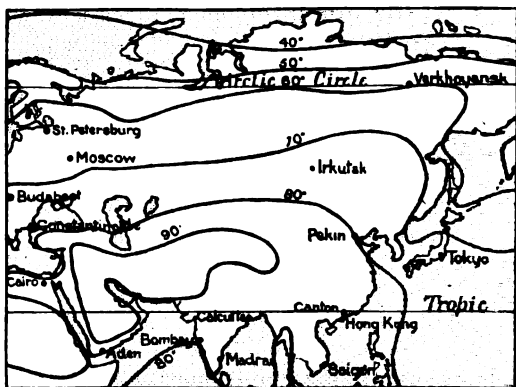 40°
50°
Arctic 60° Circle
Verkhoyansk
St. Petersburg
70°
Moscow
Irkutsk
Budapest
80°
Constantinople
90°
Pekin
Tokyo
Cairo
Tropic
Calcutta
Canton
Hong Kong
Bombay
Aden
80°
Madras
Saigon